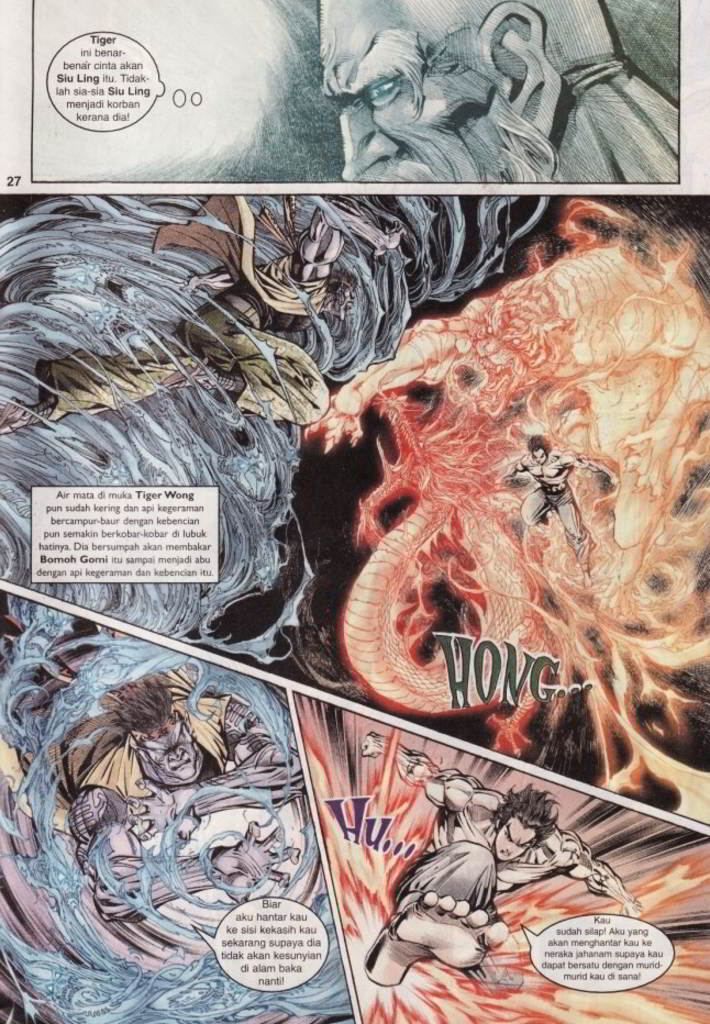 Tiger
ini benar-
benar cinta akan
Siu Ling itu. Tidak-
lah sia-sia Siu Ling
menjadi korban
kerana dia!
27
Air mata di muka Tiger Wong
pun sudah kering dan api kegeraman
bercampur-baur dengan kebencian
pun semakin berkobar-kobar di lubuk
hatinya. Dia bersumpah akan membakar
Bomoh Gomi itu sampai menjadi abu
dengan api kegeraman dan kebencian itu.
HONG...
HU...
Biar
aku hantar kau
ke sisi kekasih kau
sekarang supaya dia
tidak akan kesunyian
di alam baka
nanti!
Kau
sudah silap! Aku yang
akan menghantar kau ke
neraka jahanam supaya kau
dapat bersatu dengan murid-
murid kau di sana!